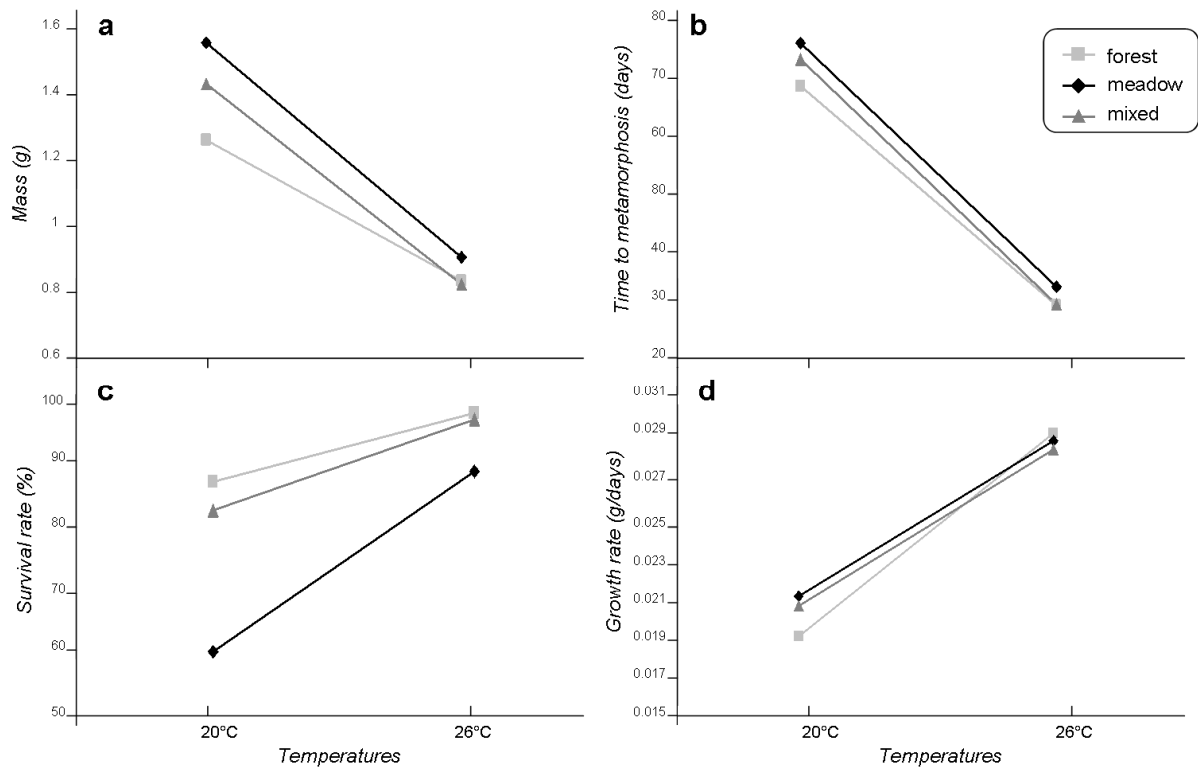 a
1.6
1.4
1.2
1
0.8
0.6
Mass (g)
b
80
70
60
80
40
30
20
Time to metamorphosis (days)
forest
meadow
mixed
c
100
90
80
70
60
50
Survival rate (%)
20°C
26°C
Temperatures
d
0.031
0.029
0.027
0.025
0.023
0.021
0.019
0.017
0.015
Growth rate (g/days)
20°C
26°C
Temperatures